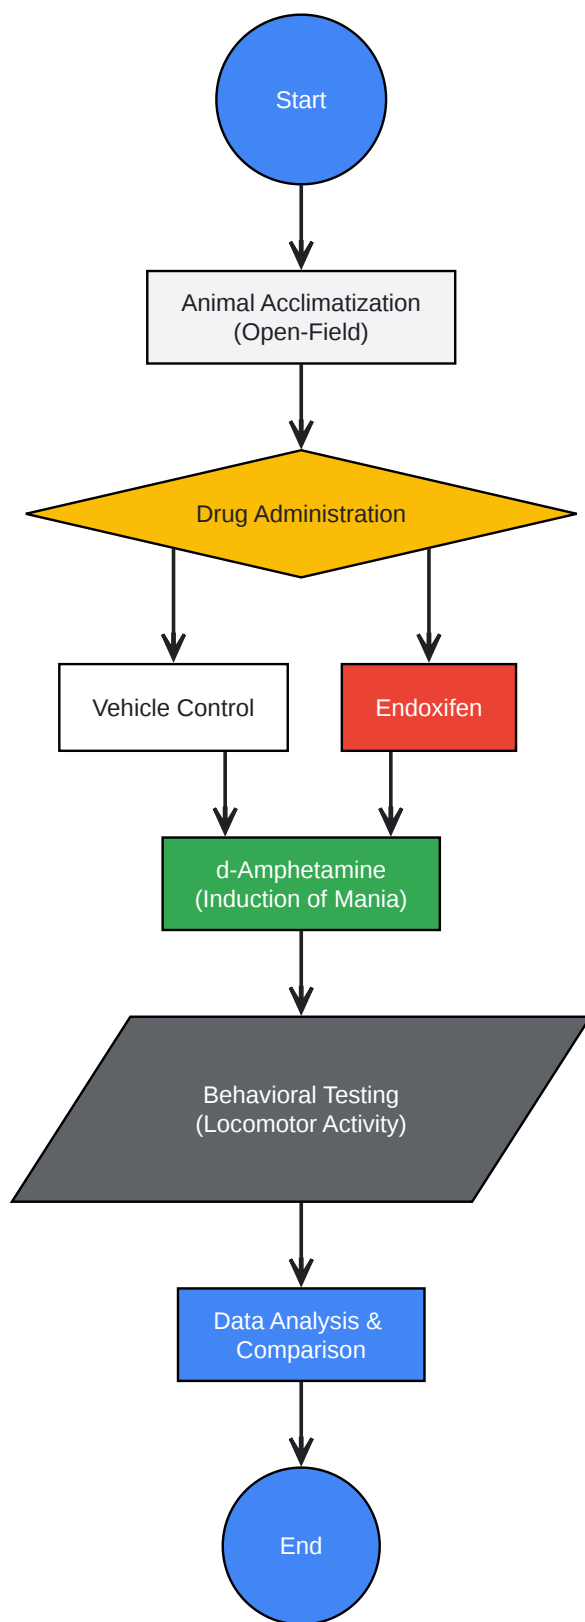 Start
Animal Acclimatization
(Open-Field)
Drug Administration
Vehicle Control
Endoxifen
d-Amphetamine
(Induction of Mania)
Behavioral Testing
(Locomotor Activity)
Data Analysis &
Comparison
End